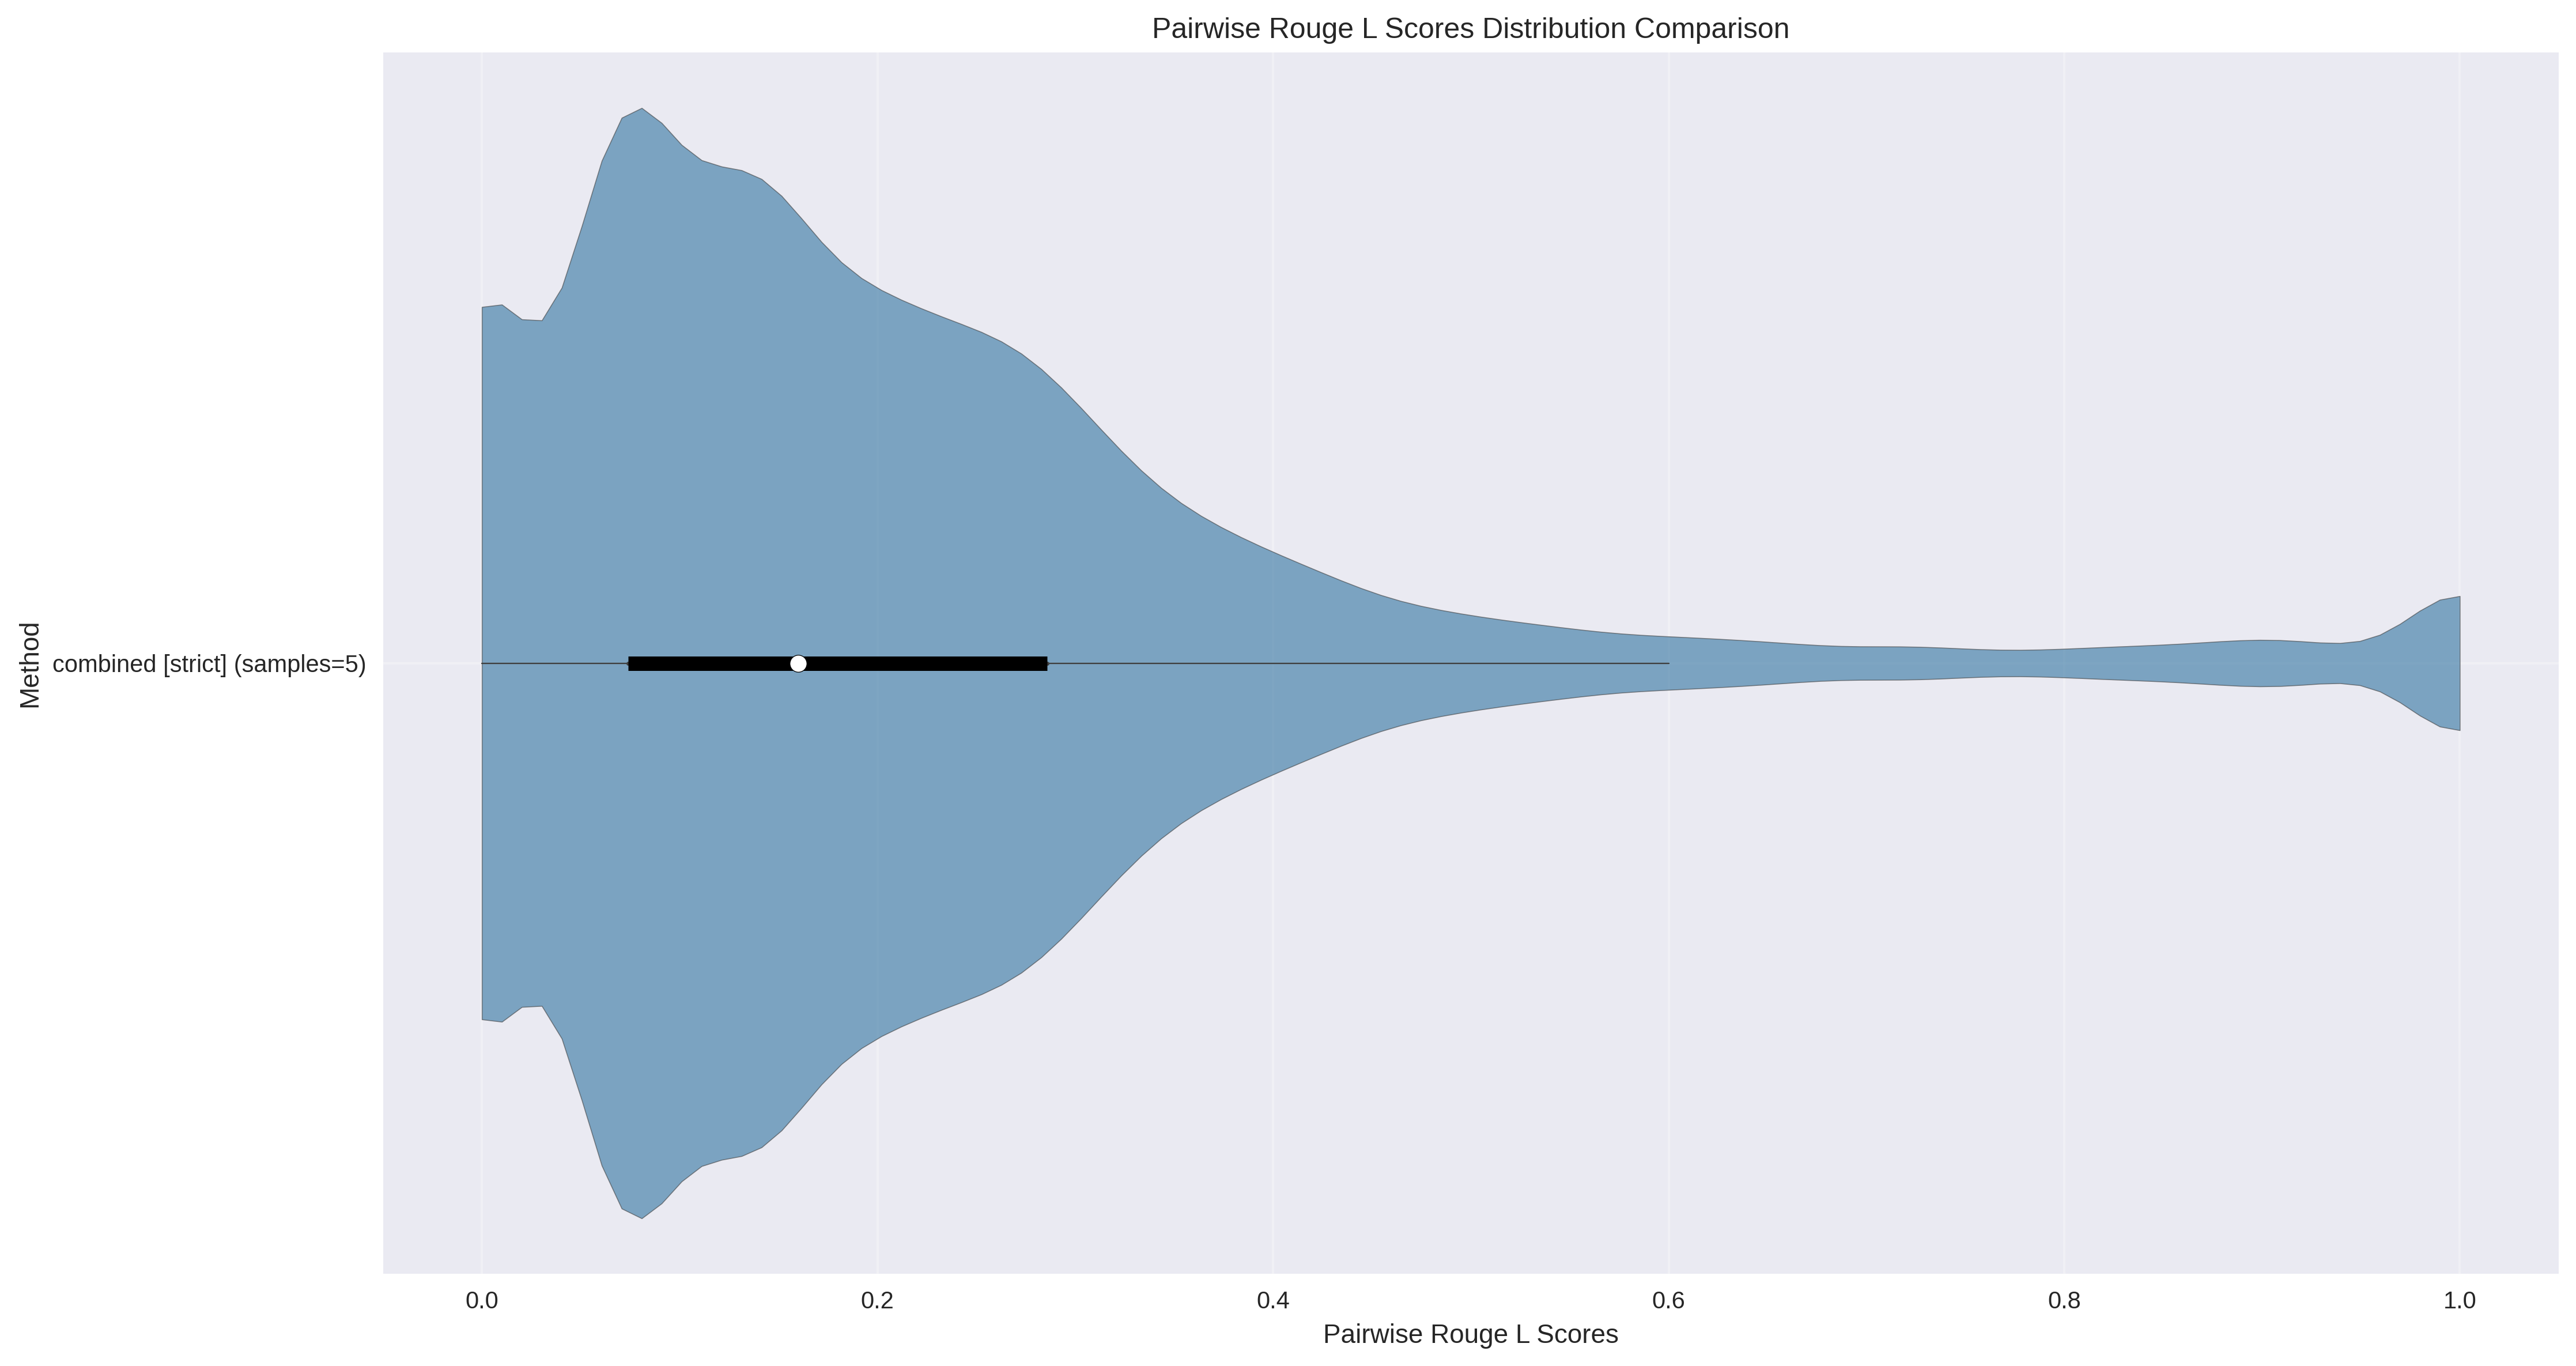 Pairwise Rouge L Scores Distribution Comparison
Method
combined [strict] (samples=5)
0.0 0.2 0.4 0.6 0.8 1.0
Pairwise Rouge L Scores